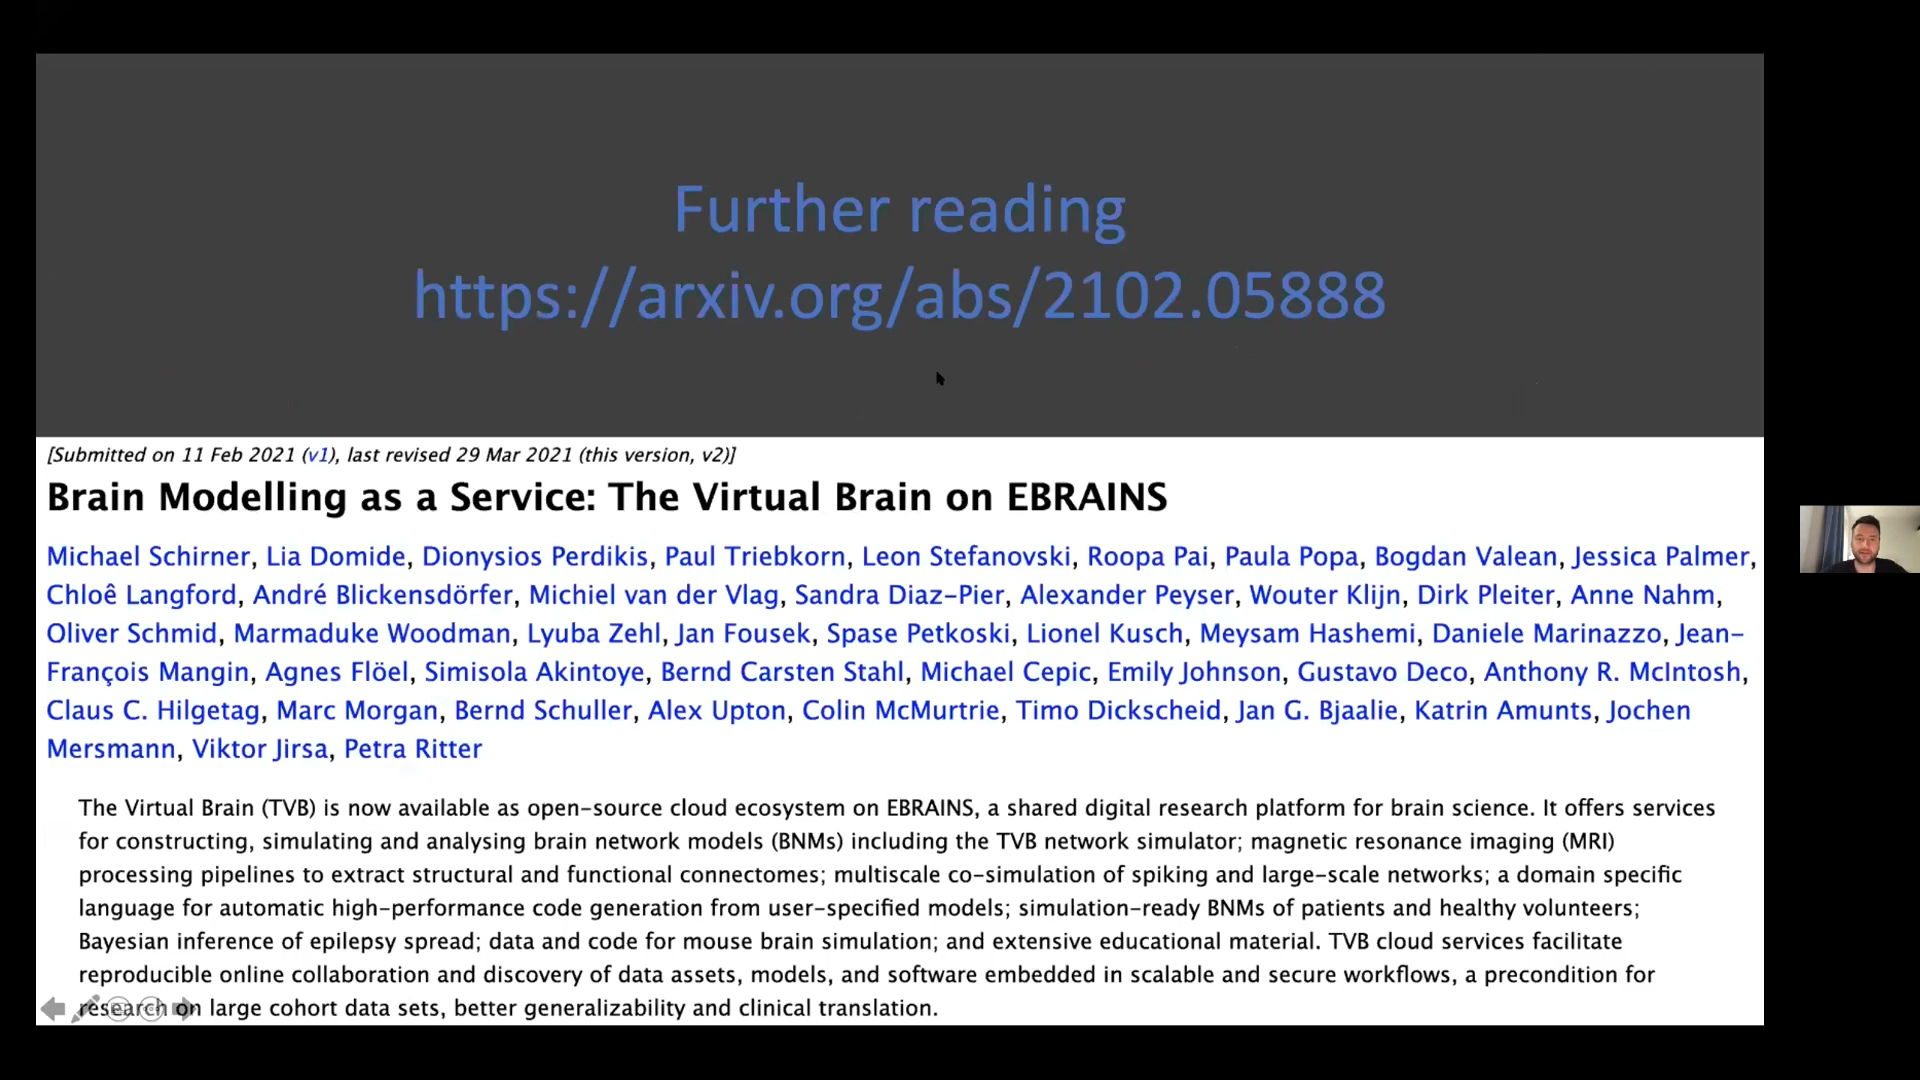 Further reading
https://arxiv.org/abs/2102.05888
[Submitted on 11 Feb 2021 (v1), last revised 29 Mar 2021 (this version, v2)]
Brain Modelling as a Service: The Virtual Brain on EBRAINS
Michael Schirner, Lia Domide, Dionysios Perdikis, Paul Triebkorn, Leon Stefanovski, Roopa Pai, Paula Popa, Bogdan Valean, Jessica Palmer,
Chloê Langford, André Blickensdörfer, Michiel van der Vlag, Sandra Diaz-Pier, Alexander Peyser, Wouter Klijn, Dirk Pleiter, Anne Nahm,
Oliver Schmid, Marmaduke Woodman, Lyuba Zehl, Jan Fousek, Spase Petkoski, Lionel Kusch, Meysam Hashemi, Daniele Marinazzo, Jean-
François Mangin, Agnes Flöel, Simisola Akintoye, Bernd Carsten Stahl, Michael Cepic, Emily Johnson, Gustavo Deco, Anthony R. McIntosh,
Claus C. Hilgetag, Marc Morgan, Bernd Schuller, Alex Upton, Colin McMurtrie, Timo Dickscheid, Jan G. Bjaalie, Katrin Amunts, Jochen
Mersmann, Viktor Jirsa, Petra Ritter
The Virtual Brain (TVB) is now available as open-source cloud ecosystem on EBRAINS, a shared digital research platform for brain science. It offers services
for constructing, simulating and analysing brain network models (BNMs) including the TVB network simulator; magnetic resonance imaging (MRI)
processing pipelines to extract structural and functional connectomes; multiscale co-simulation of spiking and large-scale networks; a domain specific
language for automatic high-performance code generation from user-specified models; simulation-ready BNMs of patients and healthy volunteers;
Bayesian inference of epilepsy spread; data and code for mouse brain simulation; and extensive educational material. TVB cloud services facilitate
reproducible online collaboration and discovery of data assets, models, and software embedded in scalable and secure workflows, a precondition for
research on large cohort data sets, better generalizability and clinical translation.